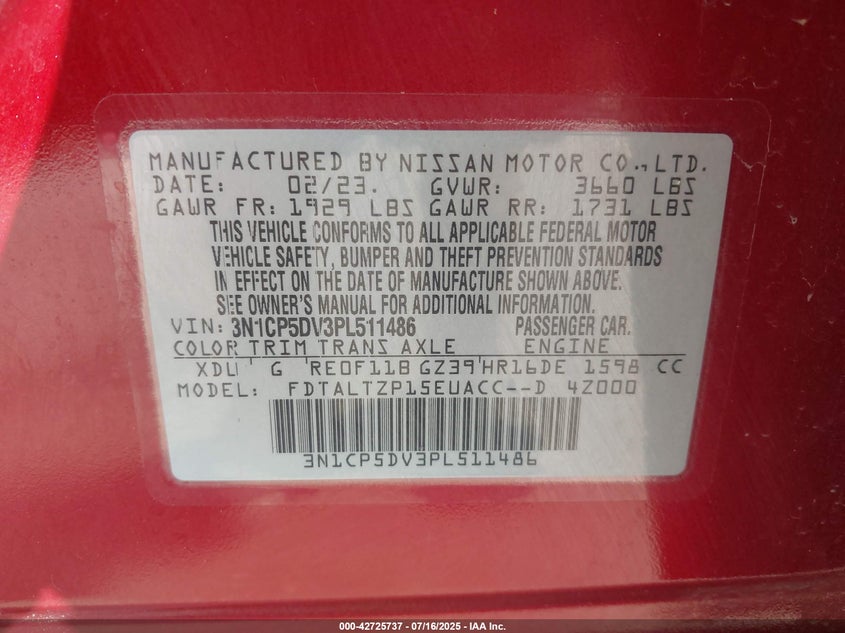 MANUFACTURED BY NISSAN MOTOR CO., LTD.
DATE: 02/23. GVWR: 3660 LBS
GAWR FR: 1929 LBS GAWR RR: 1731 LBS
THIS VEHICLE CONFORMS TO ALL APPLICABLE FEDERAL MOTOR
VEHICLE SAFETY, BUMPER AND THEFT PREVENTION STANDARDS
IN EFFECT ON THE DATE OF MANUFACTURE SHOWN ABOVE.
SEE OWNER'S MANUAL FOR ADDITIONAL INFORMATION.
VIN: 3N1CP5DV3PL511486 PASSENGER CAR.
COLOR TRIM TRANS AXLE ENGINE
XDU G RE0F11B GZ39 HR16DE 1598 CC
MODEL: FDTALTZP15EUACC--D 4Z000
3N1CP5DV3PL511486
000-42725737 - 07/16/2025 - IAA Inc.